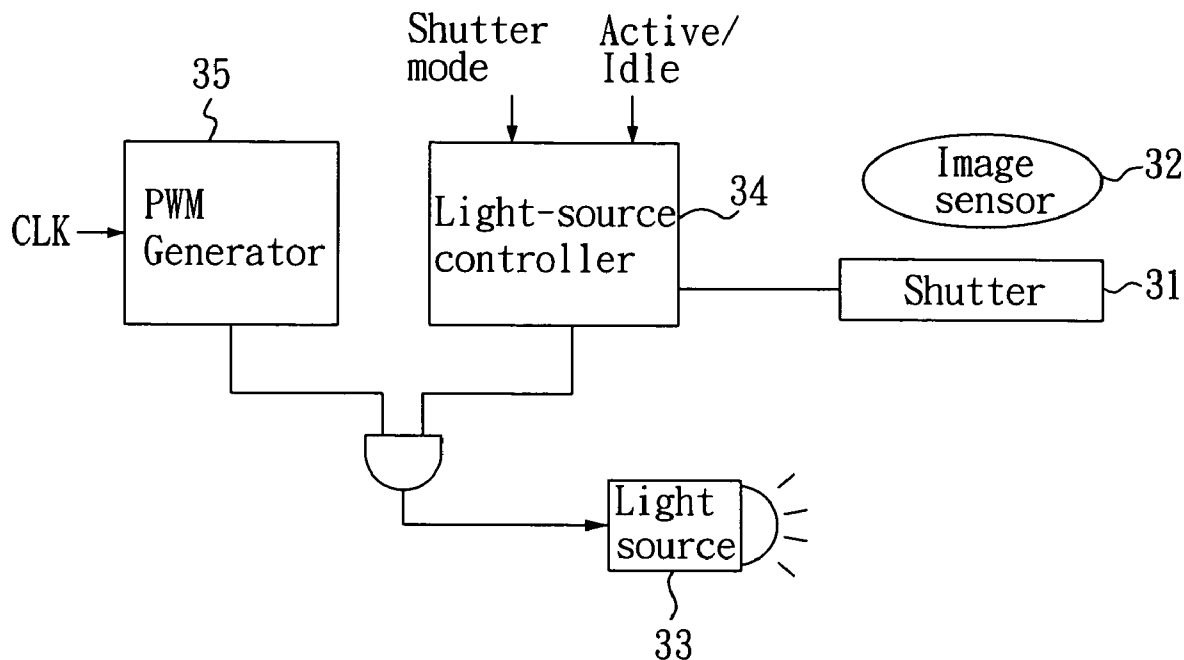 Shutter
mode
Active/
Idle
35
PWM
Generator
CLK
Light-source
controller
34
Image
sensor
32
Shutter
31
Light
source
33